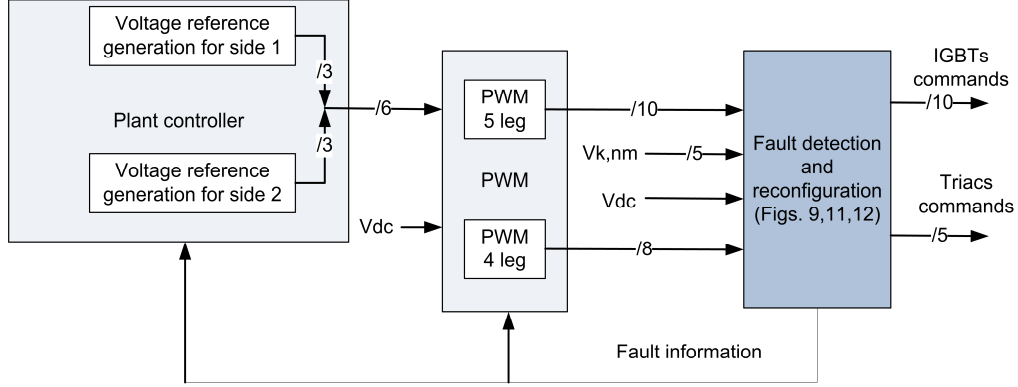 Voltage reference
generation for side 1
/3
Plant controller
/3
Voltage reference
generation for side 2
/6
Vdc
PWM
5 leg
PWM
PWM
4 leg
/10
Vk,nm
/5
Vdc
/8
Fault detection
and
reconfiguration
(Figs. 9,11,12)
IGBTs
commands
/10
Triacs
commands
/5
Fault information